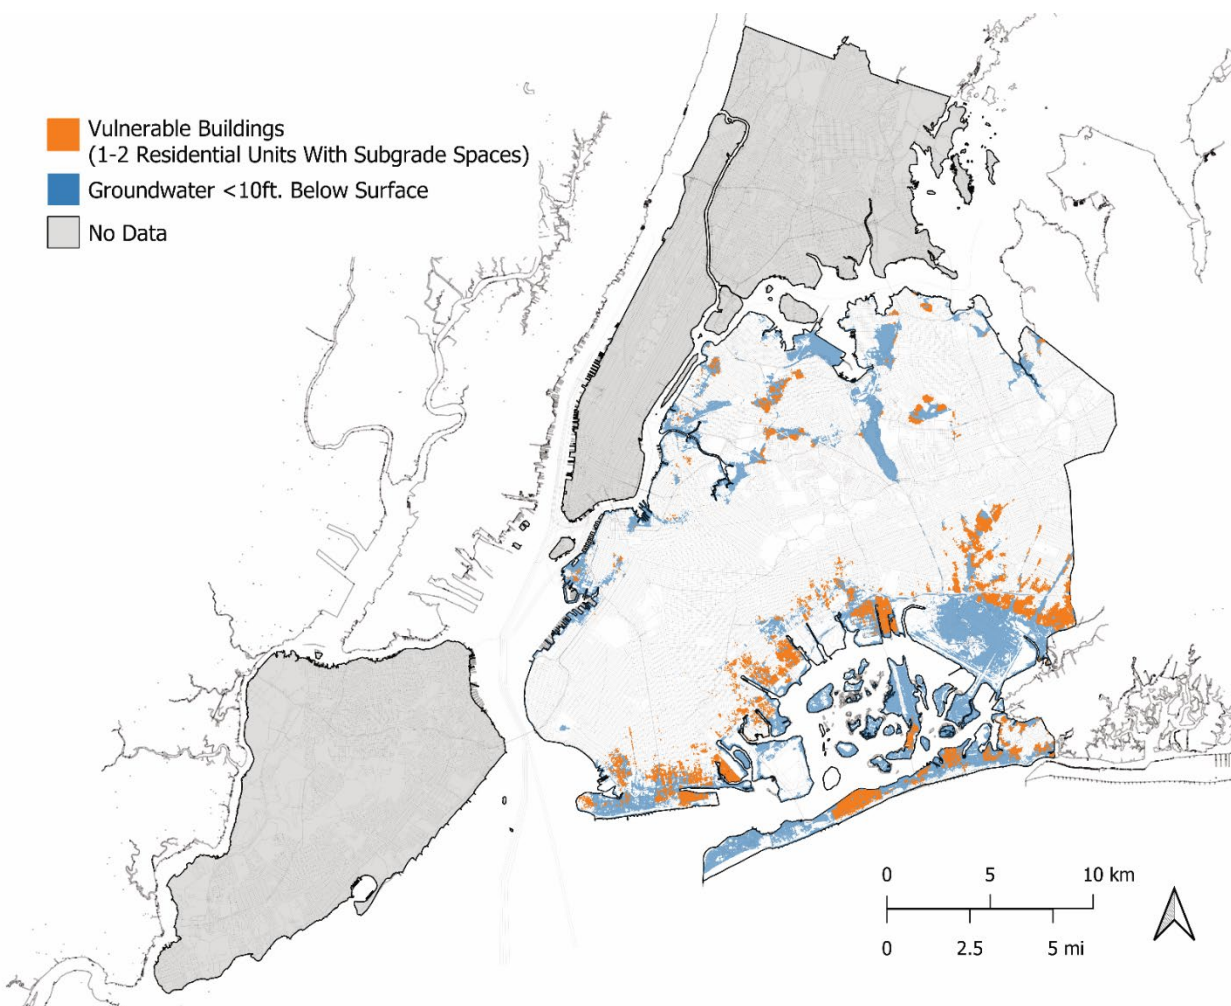 Vulnerable Buildings
(1-2 Residential Units With Subgrade Spaces)
Groundwater <10ft. Below Surface
No Data
0 5 10 km
0 2.5 5 mi